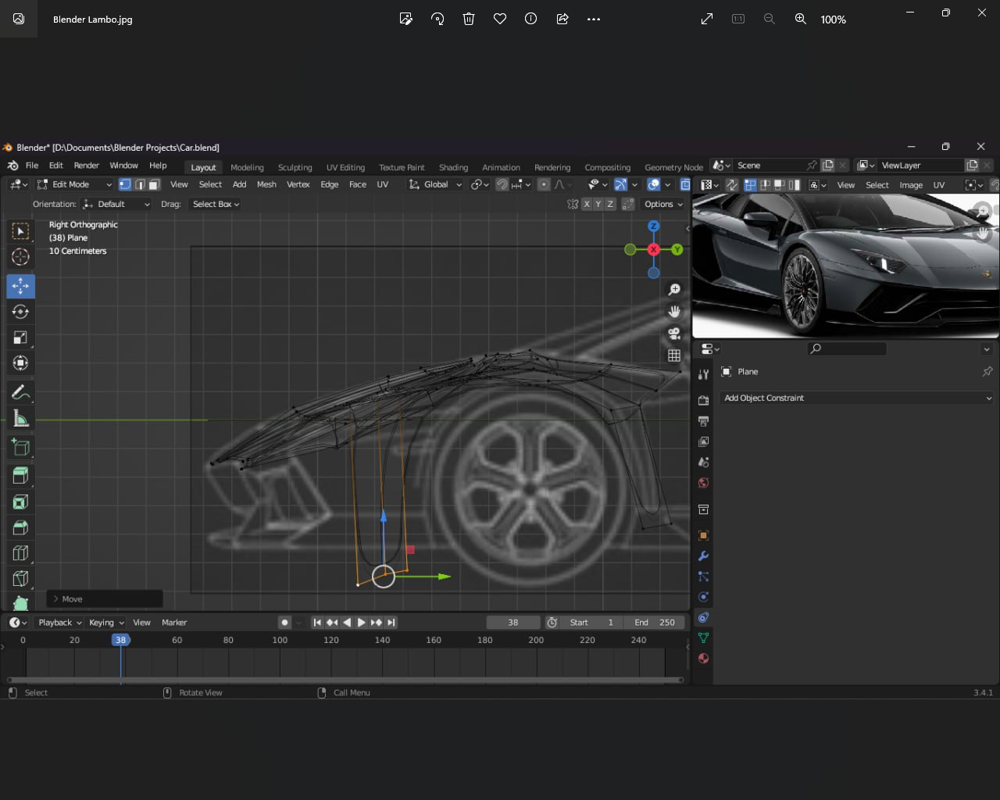 Blender Lambo.jpg
1:1
100%
Blender* [D:\Documents\Blender Projects\Car.blend]
File Edit Render Window Help Layout Modeling Sculpting UV Editing Texture Paint Shading Animation Rendering Compositing Geometry Node Scene ViewLayer
Edit Mode View Select Add Mesh Vertex Edge Face UV Global View Select Image UV
Orientation: Default Drag: Select Box X Y Z Options
Right Orthographic
(38) Plane
10 Centimeters
Z
X Y
Plane
Add Object Constraint
Move
Playback Keying View Marker 38 Start 1 End 250
0 20 38 60 80 100 120 140 160 180 200 220 240
Select Rotate View Call Menu 3.4.1